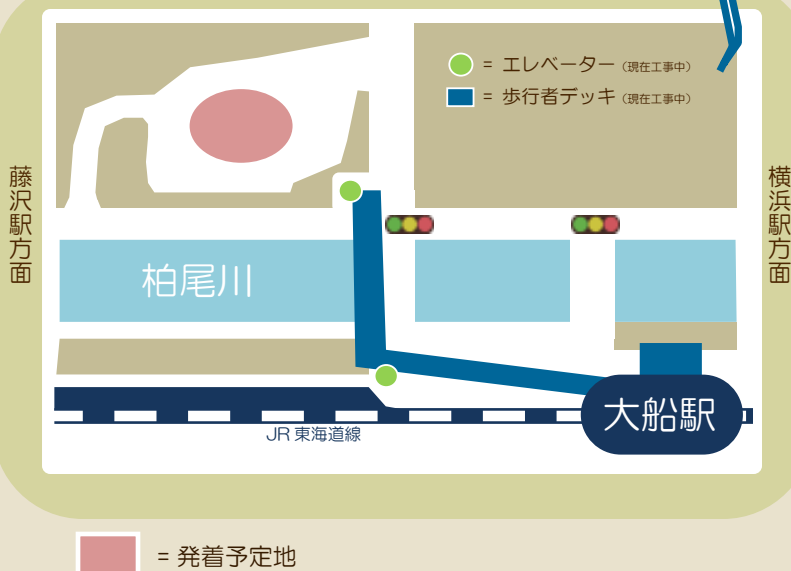 = エレベーター（現在工事中）
= 歩行者デッキ（現在工事中）
藤沢駅方面
横浜駅方面
柏尾川
大船駅
JR 東海道線
= 発着予定地